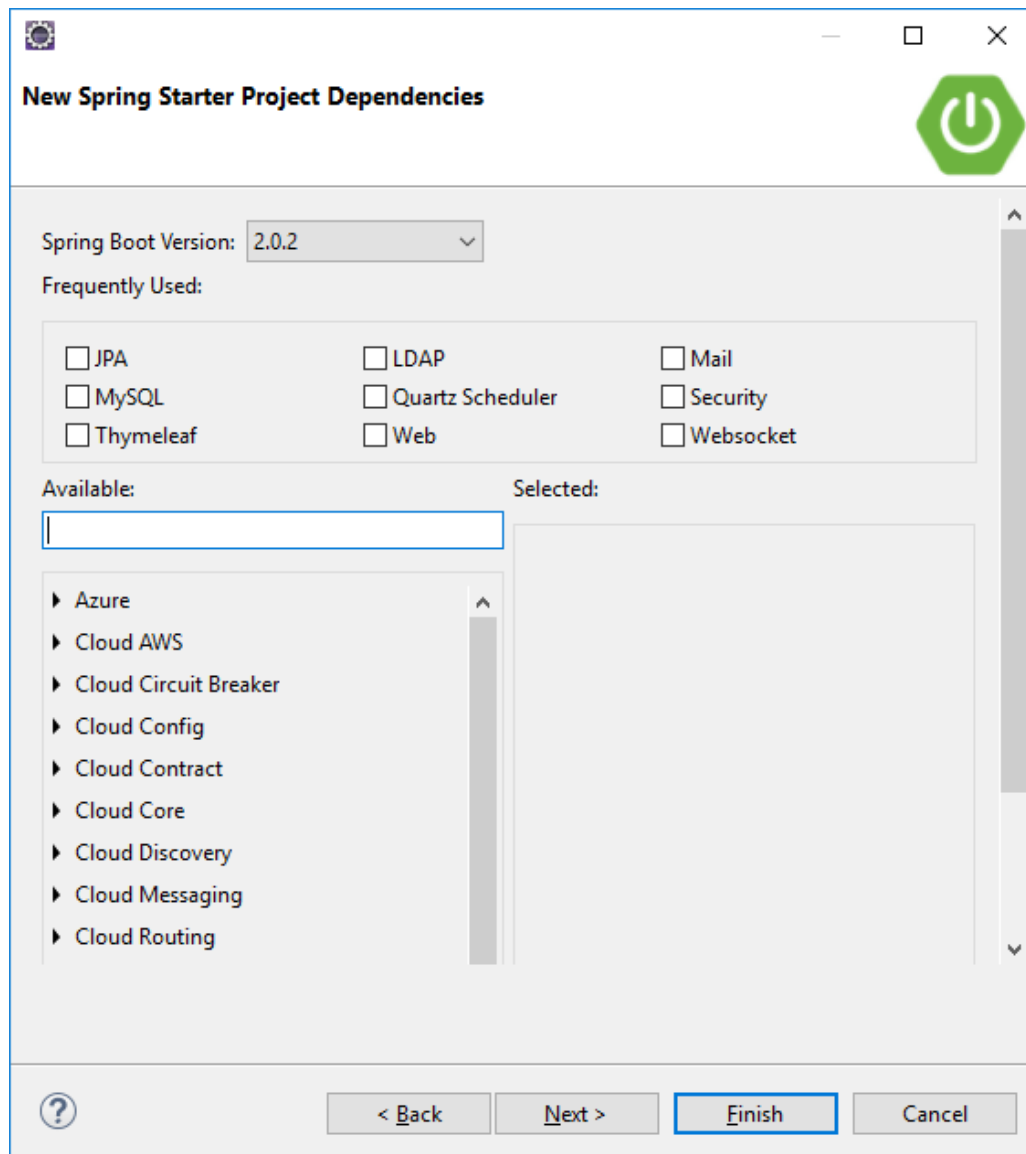 New Spring Starter Project Dependencies
Spring Boot Version: 2.0.2
Frequently Used:
JPA LDAP Mail
MySQL Quartz Scheduler Security
Thymeleaf Web Websocket
Available: Selected:
Azure
Cloud AWS
Cloud Circuit Breaker
Cloud Config
Cloud Contract
Cloud Core
Cloud Discovery
Cloud Messaging
Cloud Routing
? < Back Next > Finish Cancel